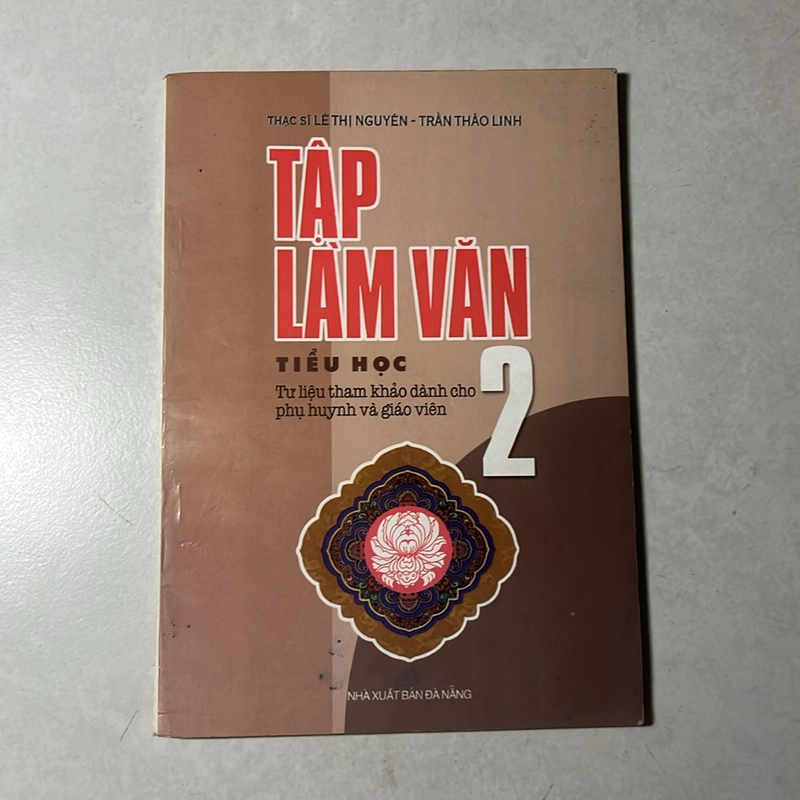 THẠC SĨ LÊ THỊ NGUYÊN - TRẦN THẢO LINH
TẬP
LÀM VĂN
TIỂU HỌC
2
Tư liệu tham khảo dành cho
phụ huynh và giáo viên
NHÀ XUẤT BẢN ĐÀ NẴNG